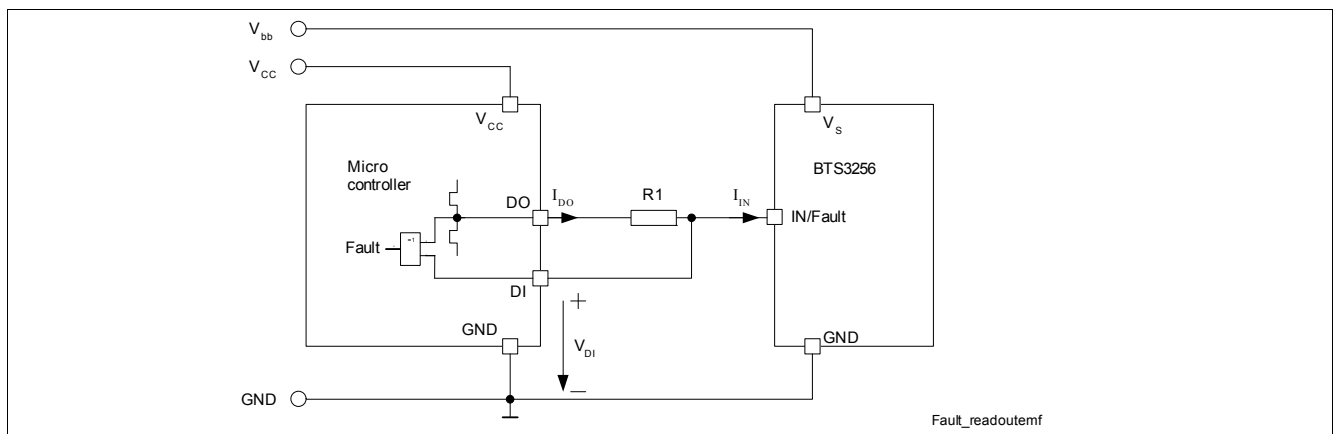 V_bb
V_CC
V_CC
V_S
Micro
controller
BTS3256
DO
I_DO
R1
I_IN
IN/Fault
=1
Fault
DI
+
GND
V_DI
GND
–
GND
Fault_readoutemf